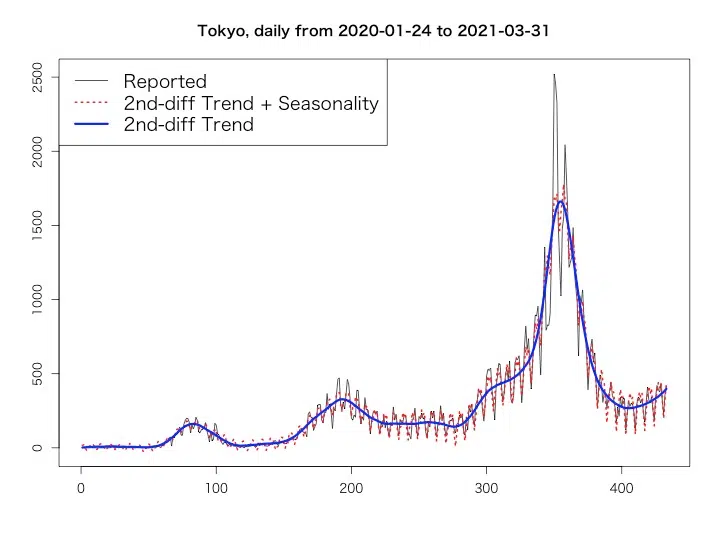 Tokyo, daily from 2020-01-24 to 2021-03-31
Reported
2nd-diff Trend + Seasonality
2nd-diff Trend
2500
2000
1500
1000
500
0
0 100 200 300 400